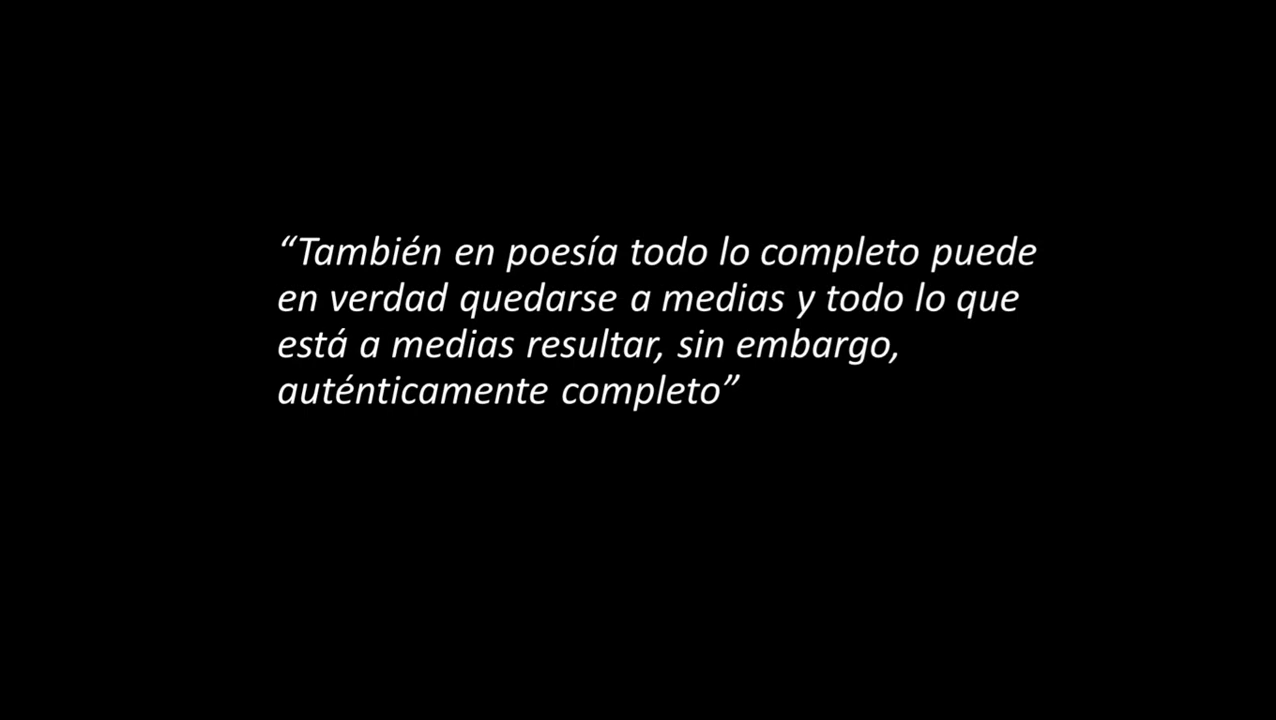 “También en poesía todo lo completo puede
en verdad quedarse a medias y todo lo que
está a medias resultar, sin embargo,
auténticamente completo”